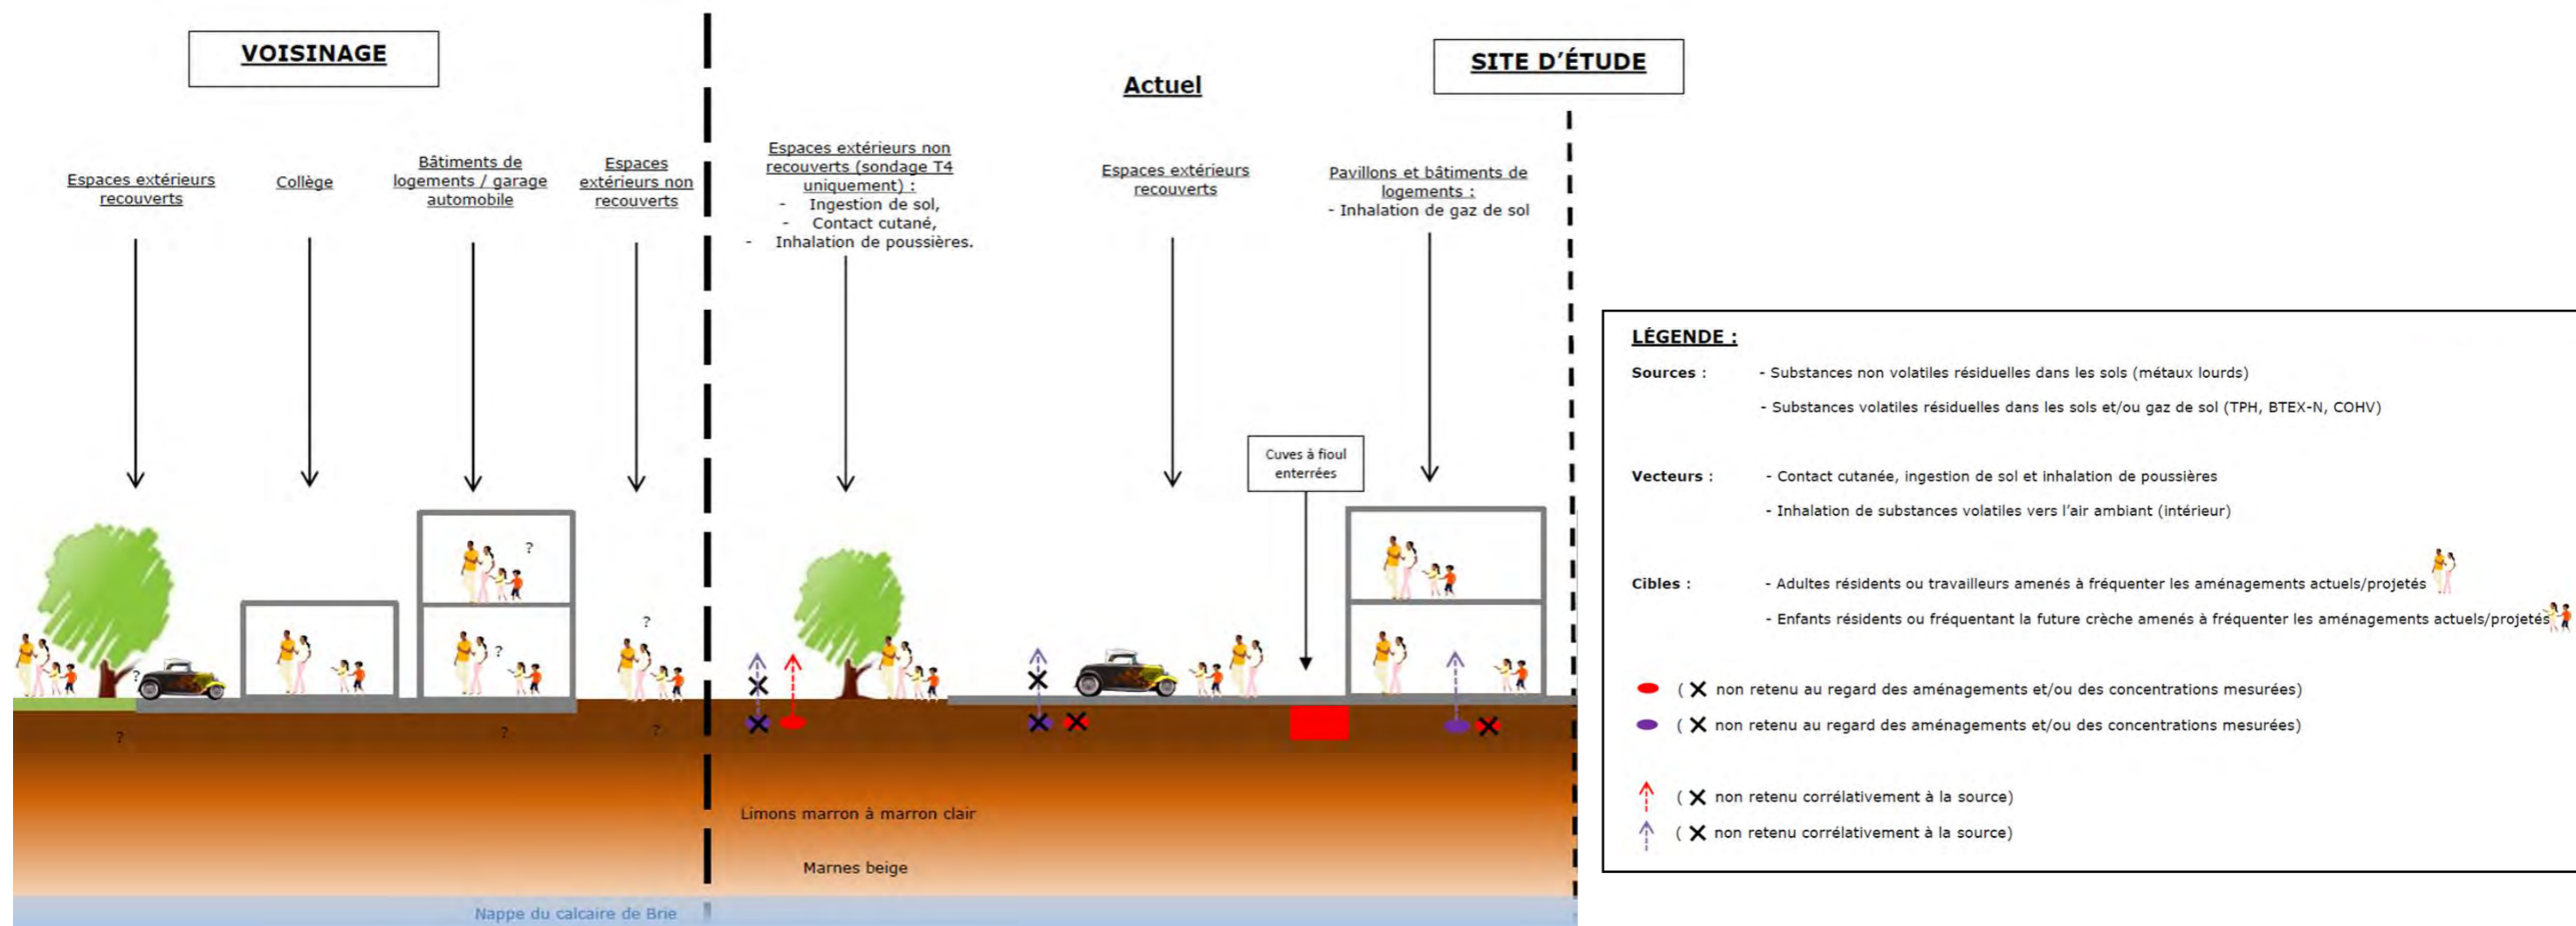 VOISINAGE
SITE D'ÉTUDE
Actuel
Espaces extérieurs
recouverts
Collège
Bâtiments de
logements / garage
automobile
Espaces
extérieurs non
recouverts
Espaces extérieurs non
recouverts (sondage T4
uniquement) :
- Ingestion de sol,
- Contact cutané,
- Inhalation de poussières.
Espaces extérieurs
recouverts
Pavillons et bâtiments de
logements :
- Inhalation de gaz de sol
Cuves à fioul
enterrées
?
?
?
?
?
?
?
Limons marron à marron clair
Marnes beige
Nappe du calcaire de Brie
LÉGENDE :
Sources : - Substances non volatiles résiduelles dans les sols (métaux lourds)
- Substances volatiles résiduelles dans les sols et/ou gaz de sol (TPH, BTEX-N, COHV)
Vecteurs : - Contact cutanée, ingestion de sol et inhalation de poussières
- Inhalation de substances volatiles vers l'air ambiant (intérieur)
Cibles : - Adultes résidents ou travailleurs amenés à fréquenter les aménagements actuels/projetés
- Enfants résidents ou fréquentant la future crèche amenés à fréquenter les aménagements actuels/projetés
( X non retenu au regard des aménagements et/ou des concentrations mesurées)
( X non retenu au regard des aménagements et/ou des concentrations mesurées)
( X non retenu corrélativement à la source)
( X non retenu corrélativement à la source)